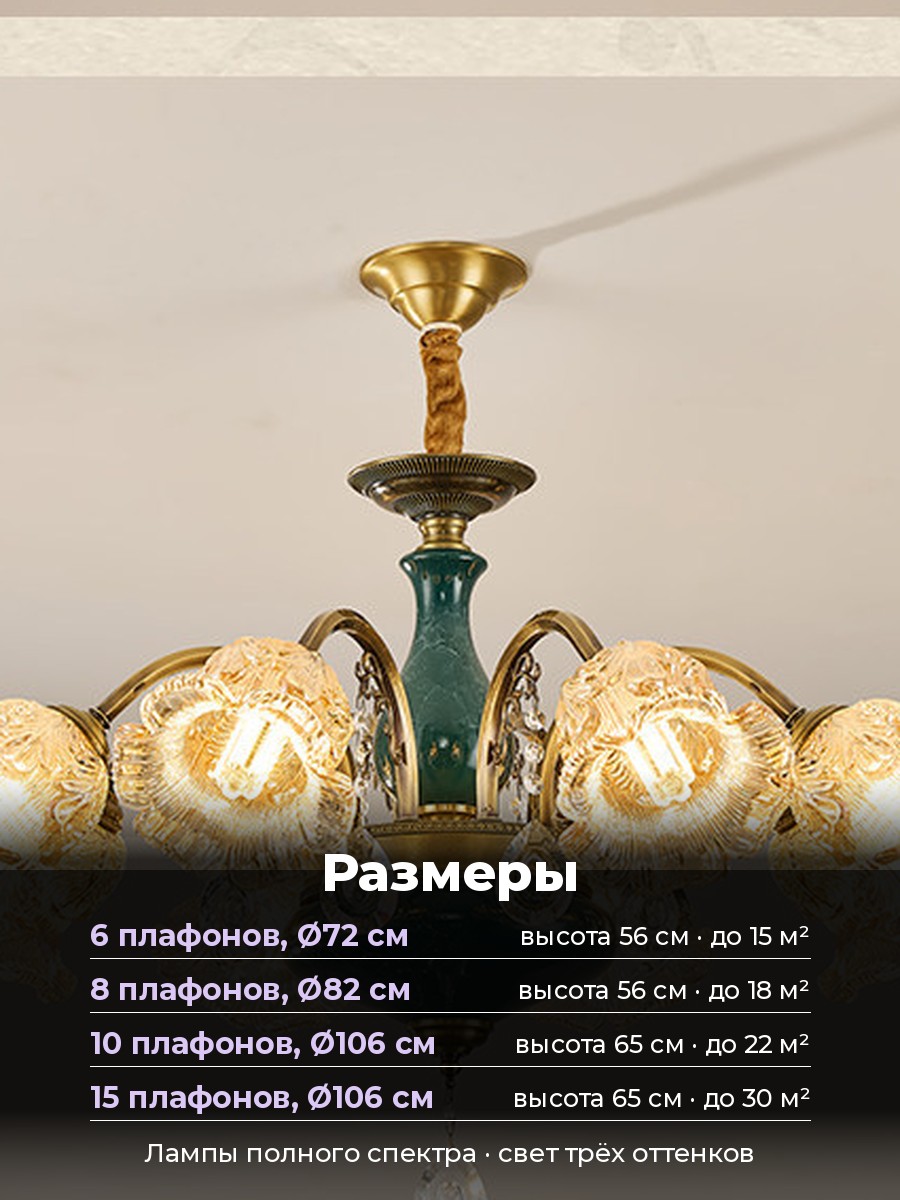 Размеры
6 плафонов, Ø72 см высота 56 см · до 15 м²
8 плафонов, Ø82 см высота 56 см · до 18 м²
10 плафонов, Ø106 см высота 65 см · до 22 м²
15 плафонов, Ø106 см высота 65 см · до 30 м²
Лампы полного спектра · свет трёх оттенков